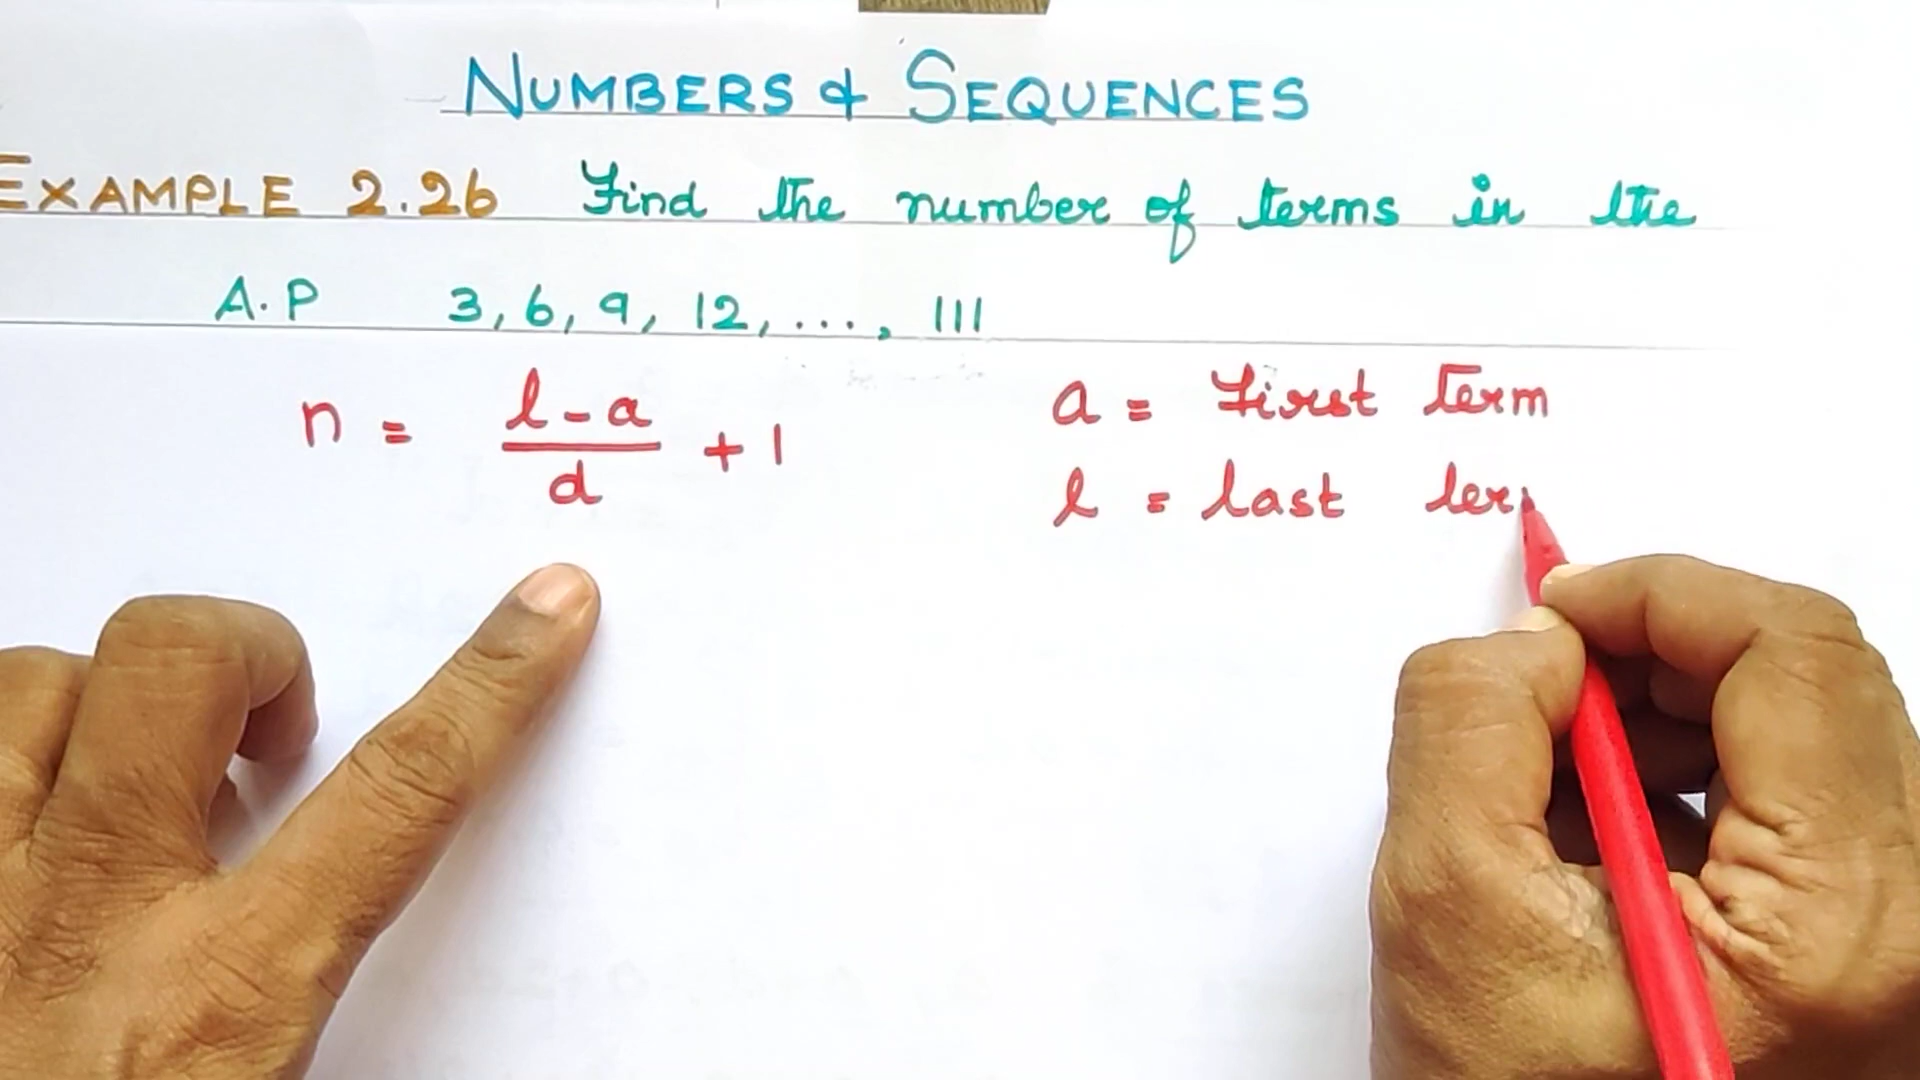 NUMBERS & SEQUENCES
EXAMPLE 2.26 Find the number of terms in the
A.P 3, 6, 9, 12, ..., 111
n = l - a / d + 1
a = First term
l = last ter